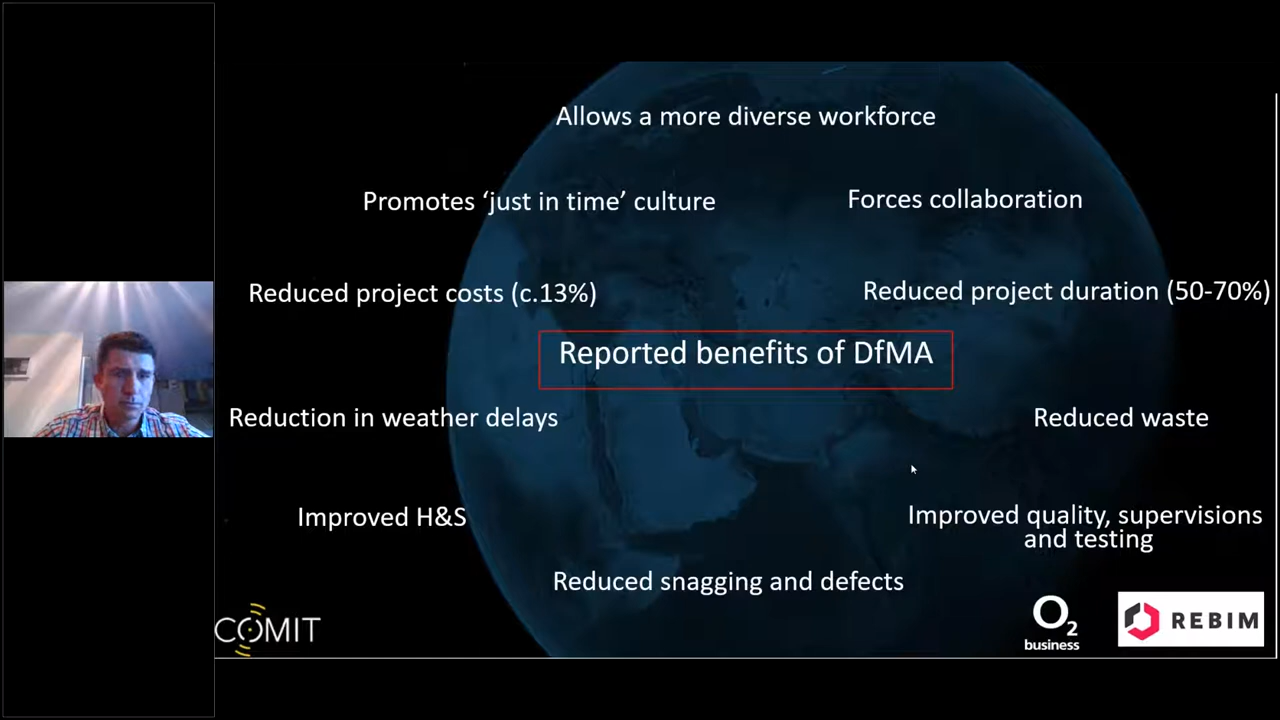 Allows a more diverse workforce
Promotes ‘just in time’ culture
Forces collaboration
Reduced project costs (c.13%)
Reduced project duration (50-70%)
Reported benefits of DfMA
Reduction in weather delays
Reduced waste
Improved H&S
Improved quality, supervisions
and testing
Reduced snagging and defects
COMIT
O2
business
REBIM